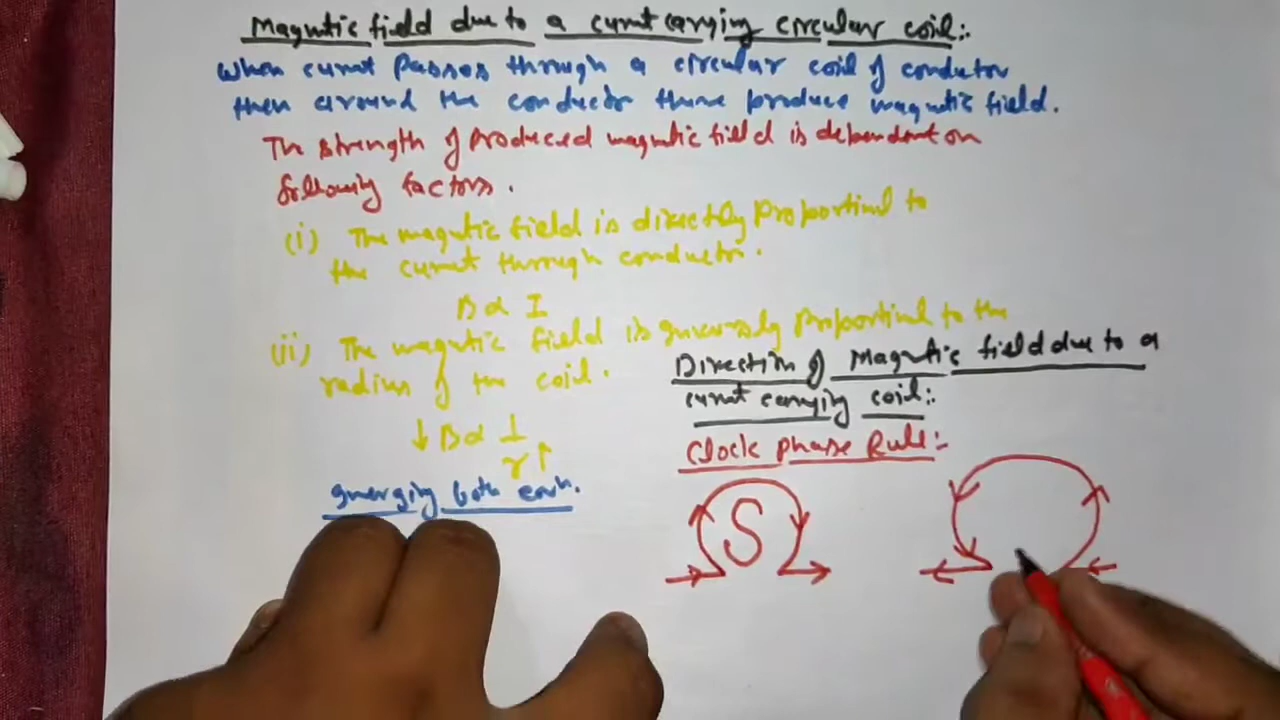 Magnetic field due to a current carrying circular coil:-
When current passes through a circular coil of conductor
then around the conductor there produce magnetic field.
The strength of produced magnetic field is dependent on
following factors.
(i) The magnetic field is directly proportional to
the current through conductor.
B ∝ I
(ii) The magnetic field is inversely proportional to the
radius of the coil.
↓ B ∝ 1/r ↑
both
Direction of Magnetic field due to a
current carrying coil:-
Clock phase Rule:-
S